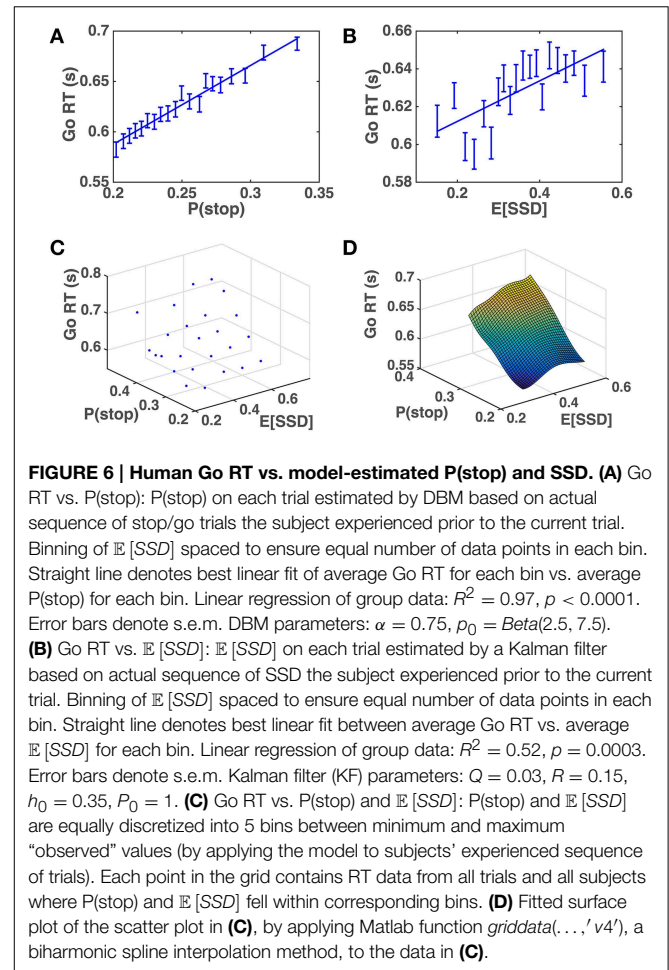 A
0.7
0.65
0.6
0.55
Go RT (s)
0.2 0.25 0.3 0.35
P(stop)
B
0.66
0.64
0.62
0.6
0.58
Go RT (s)
0.2 0.4 0.6
E[SSD]
C
0.8
0.7
0.6
Go RT (s)
0.4
0.3
0.2
P(stop)
0.2
0.4
0.6
E[SSD]
D
0.7
0.65
0.6
0.55
Go RT (s)
0.4
0.3
0.2
P(stop)
0.2
0.4
0.6
E[SSD]
FIGURE 6 | Human Go RT vs. model-estimated P(stop) and SSD. (A) Go
RT vs. P(stop): P(stop) on each trial estimated by DBM based on actual
sequence of stop/go trials the subject experienced prior to the current trial.
Binning of 𝔼 [SSD] spaced to ensure equal number of data points in each bin.
Straight line denotes best linear fit of average Go RT for each bin vs. average
P(stop) for each bin. Linear regression of group data: R² = 0.97, p < 0.0001.
Error bars denote s.e.m. DBM parameters: α = 0.75, p₀ = Beta(2.5, 7.5).
(B) Go RT vs. 𝔼 [SSD]: 𝔼 [SSD] on each trial estimated by a Kalman filter
based on actual sequence of SSD the subject experienced prior to the current
trial. Binning of 𝔼 [SSD] spaced to ensure equal number of data points in each
bin. Straight line denotes best linear fit between average Go RT vs. average
𝔼 [SSD] for each bin. Linear regression of group data: R² = 0.52, p = 0.0003.
Error bars denote s.e.m. Kalman filter (KF) parameters: Q = 0.03, R = 0.15,
h₀ = 0.35, P₀ = 1. (C) Go RT vs. P(stop) and 𝔼 [SSD]: P(stop) and 𝔼 [SSD]
are equally discretized into 5 bins between minimum and maximum
“observed” values (by applying the model to subjects’ experienced sequence
of trials). Each point in the grid contains RT data from all trials and all subjects
where P(stop) and 𝔼 [SSD] fell within corresponding bins. (D) Fitted surface
plot of the scatter plot in (C), by applying Matlab function griddata(. . . ,′ v4′), a
biharmonic spline interpolation method, to the data in (C).